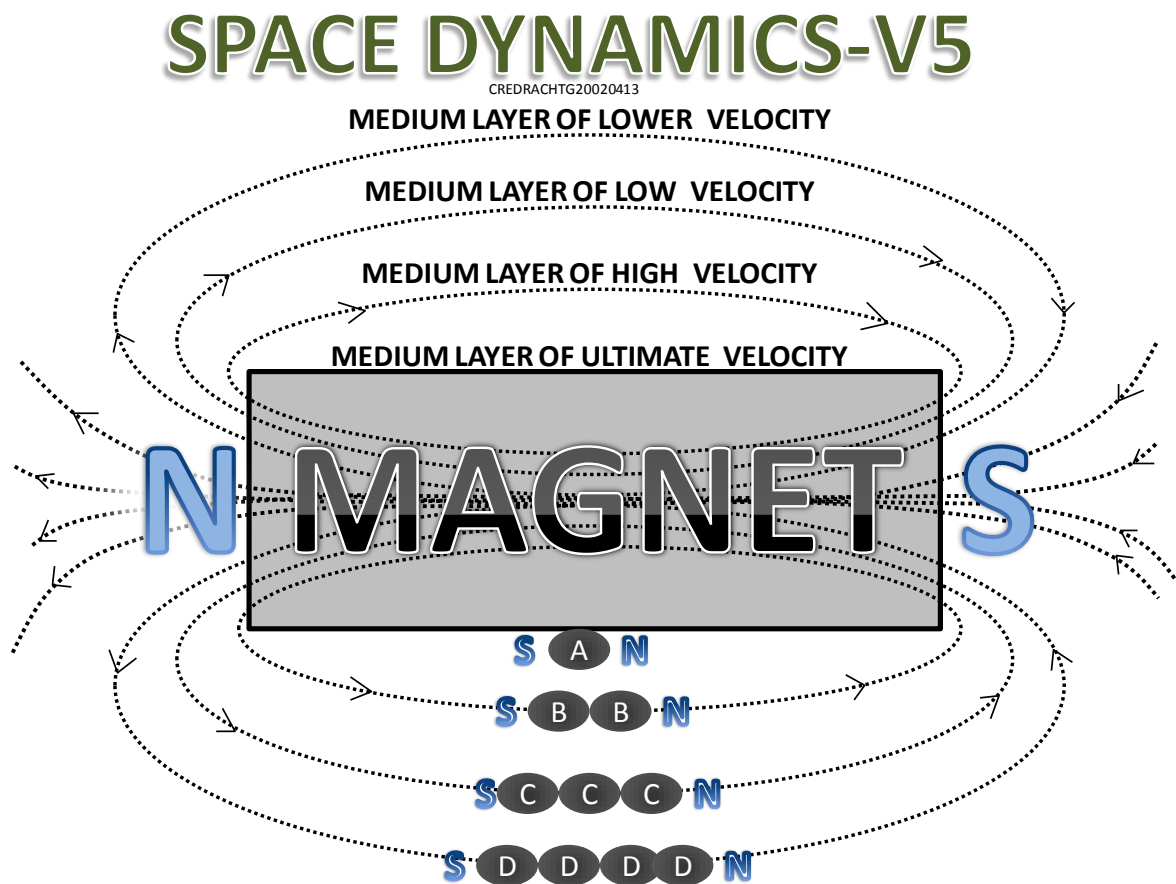 SPACE DYNAMICS-V5
CREDRACHTG20020413
MEDIUM LAYER OF LOWER VELOCITY
MEDIUM LAYER OF LOW VELOCITY
MEDIUM LAYER OF HIGH VELOCITY
MEDIUM LAYER OF ULTIMATE VELOCITY
N MAGNET S
S A N
S B B N
S C C C N
S D D D D N